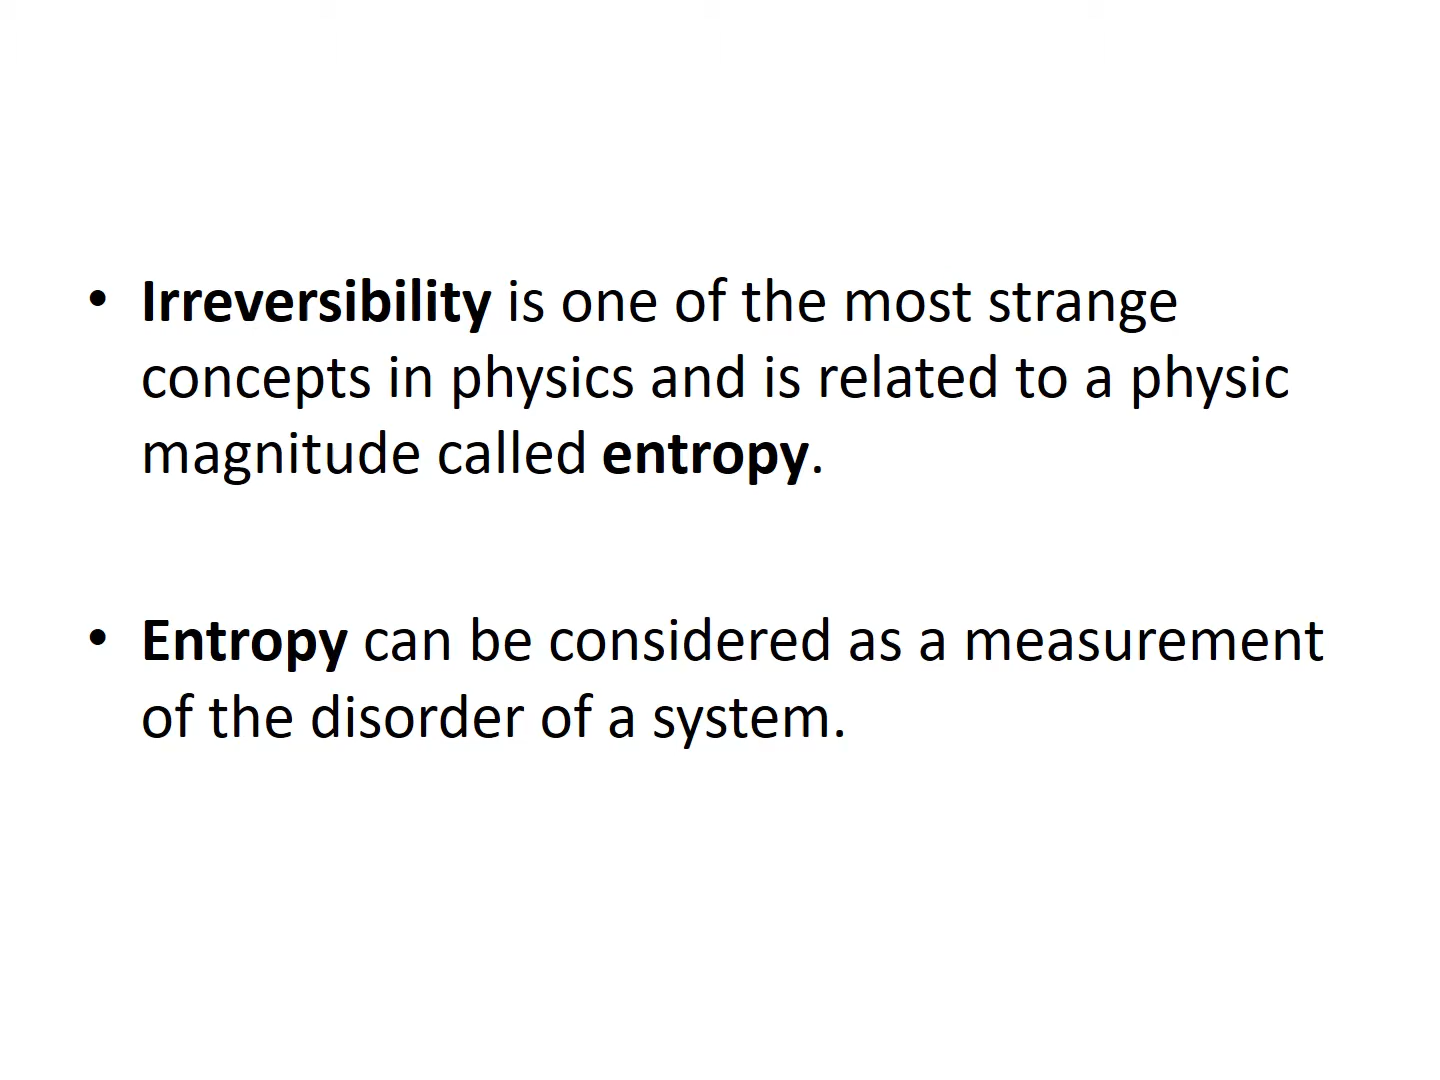 • Irreversibility is one of the most strange
concepts in physics and is related to a physic
magnitude called entropy.
• Entropy can be considered as a measurement
of the disorder of a system.